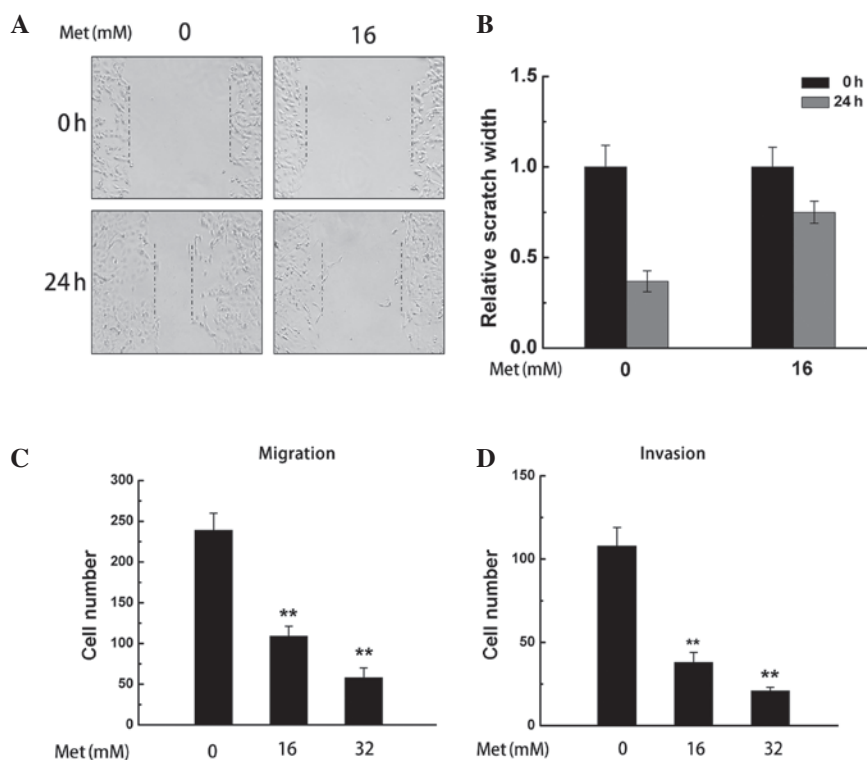 A
Met (mM) 0 16
0 h
24 h
B
1.5
1.0
0.5
0.0
Relative scratch width
0 h
24 h
Met (mM) 0 16
C
Migration
300
250
200
150
100
50
0
Cell number
** **
Met (mM) 0 16 32
D
Invasion
150
100
50
0
Cell number
** **
Met (mM) 0 16 32